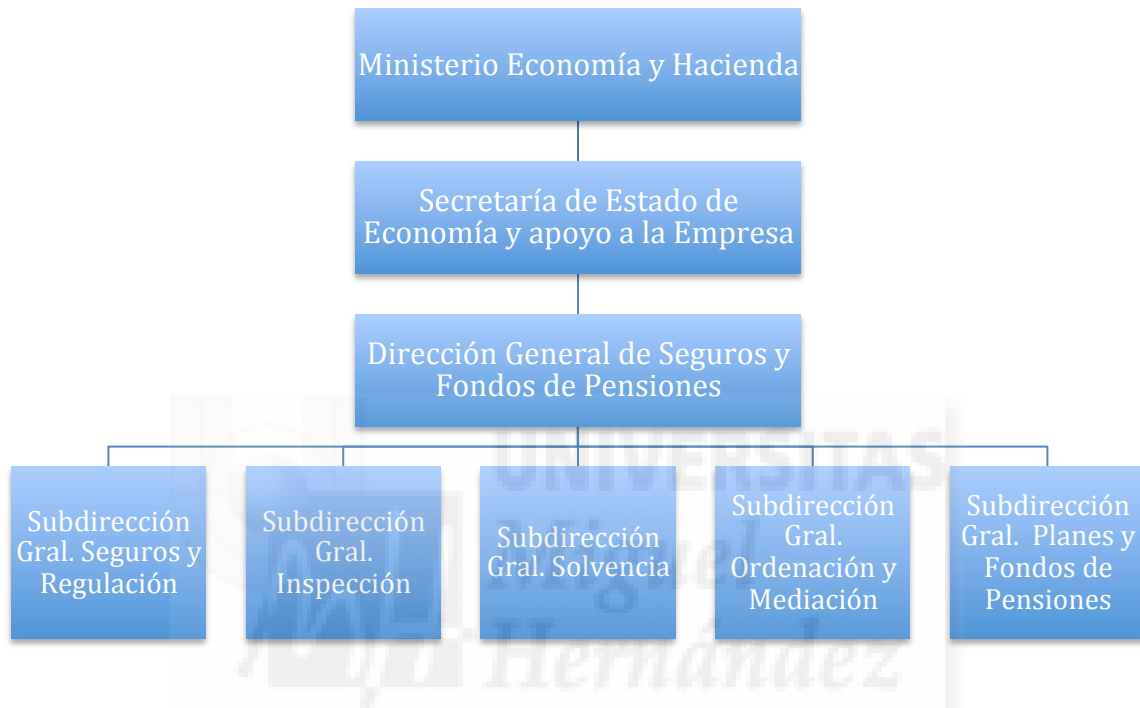 Ministerio Economía y Hacienda
Secretaría de Estado de
Economía y apoyo a la Empresa
Dirección General de Seguros y
Fondos de Pensiones
Subdirección
Gral. Seguros y
Regulación
Subdirección
Gral.
Inspección
Subdirección
Gral. Solvencia
Subdirección
Gral.
Ordenación y
Mediación
Subdirección
Gral. Planes y
Fondos de
Pensiones
UNIVERSITAS
Miguel
Hernández